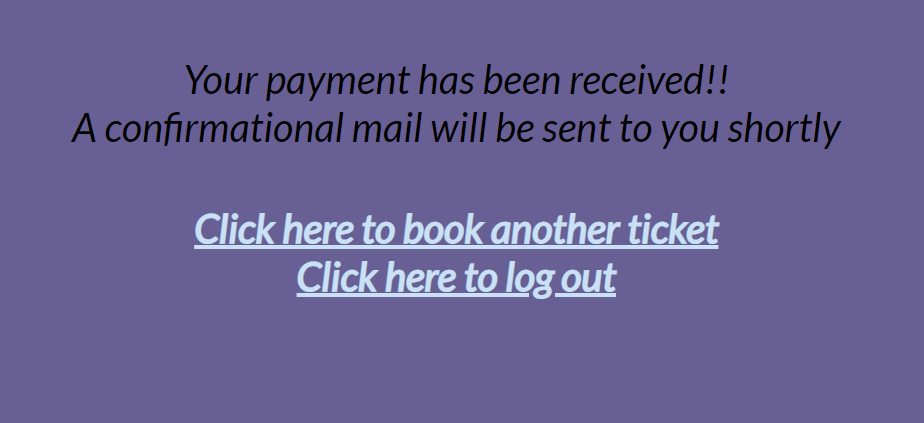 Your payment has been received!!
A confirmational mail will be sent to you shortly
Click here to book another ticket
Click here to log out